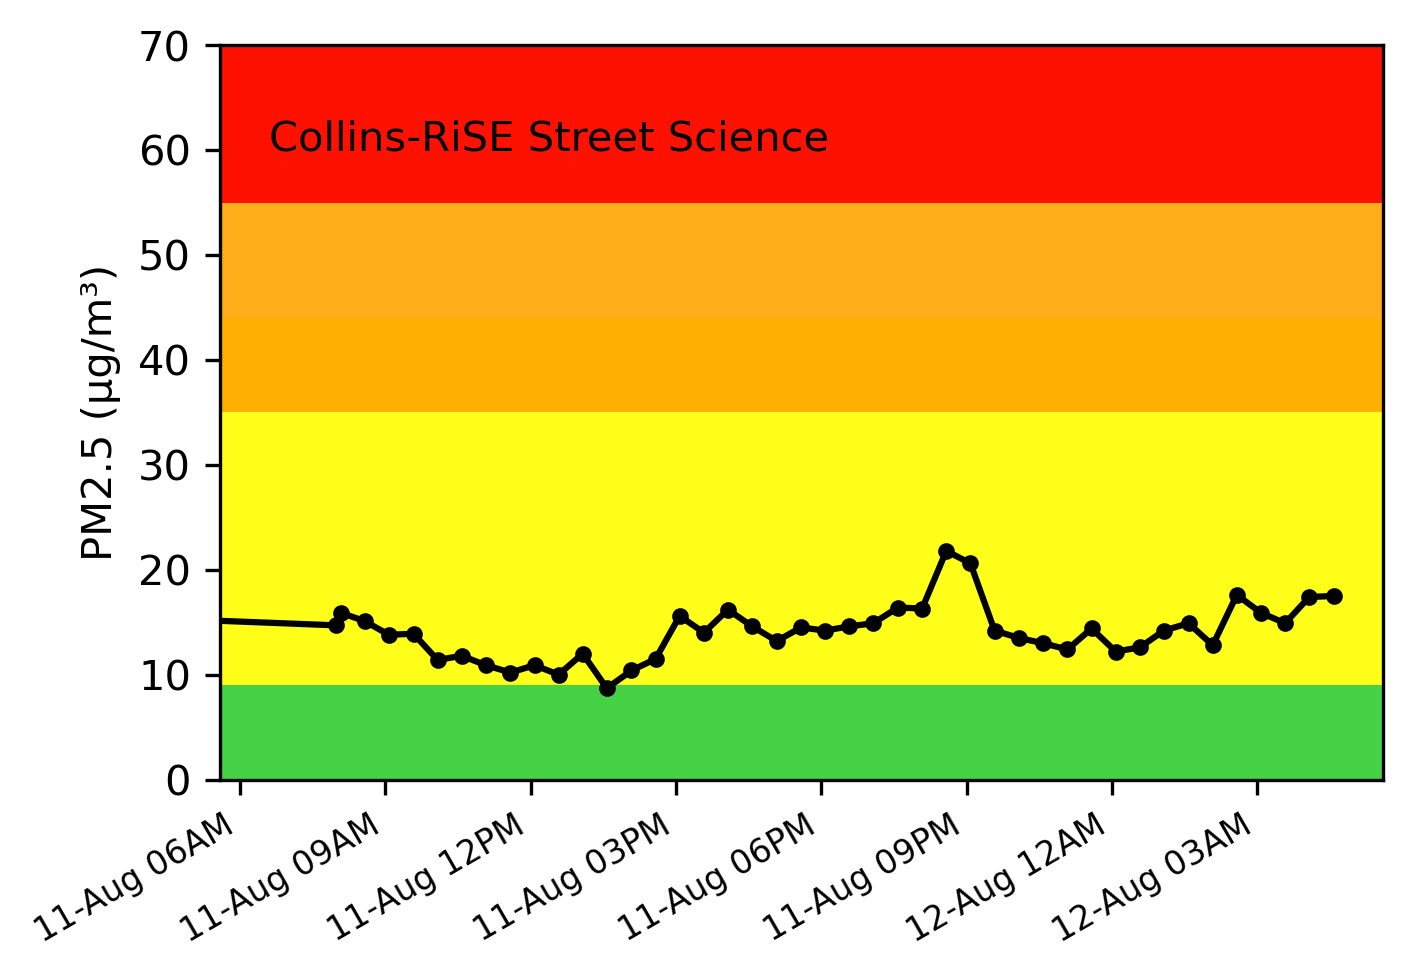 70
60
50
40
30
20
10
0
PM2.5 (µg/m³)
Collins-RiSE Street Science
11-Aug 06AM
11-Aug 09AM
11-Aug 12PM
11-Aug 03PM
11-Aug 06PM
11-Aug 09PM
12-Aug 12AM
12-Aug 03AM